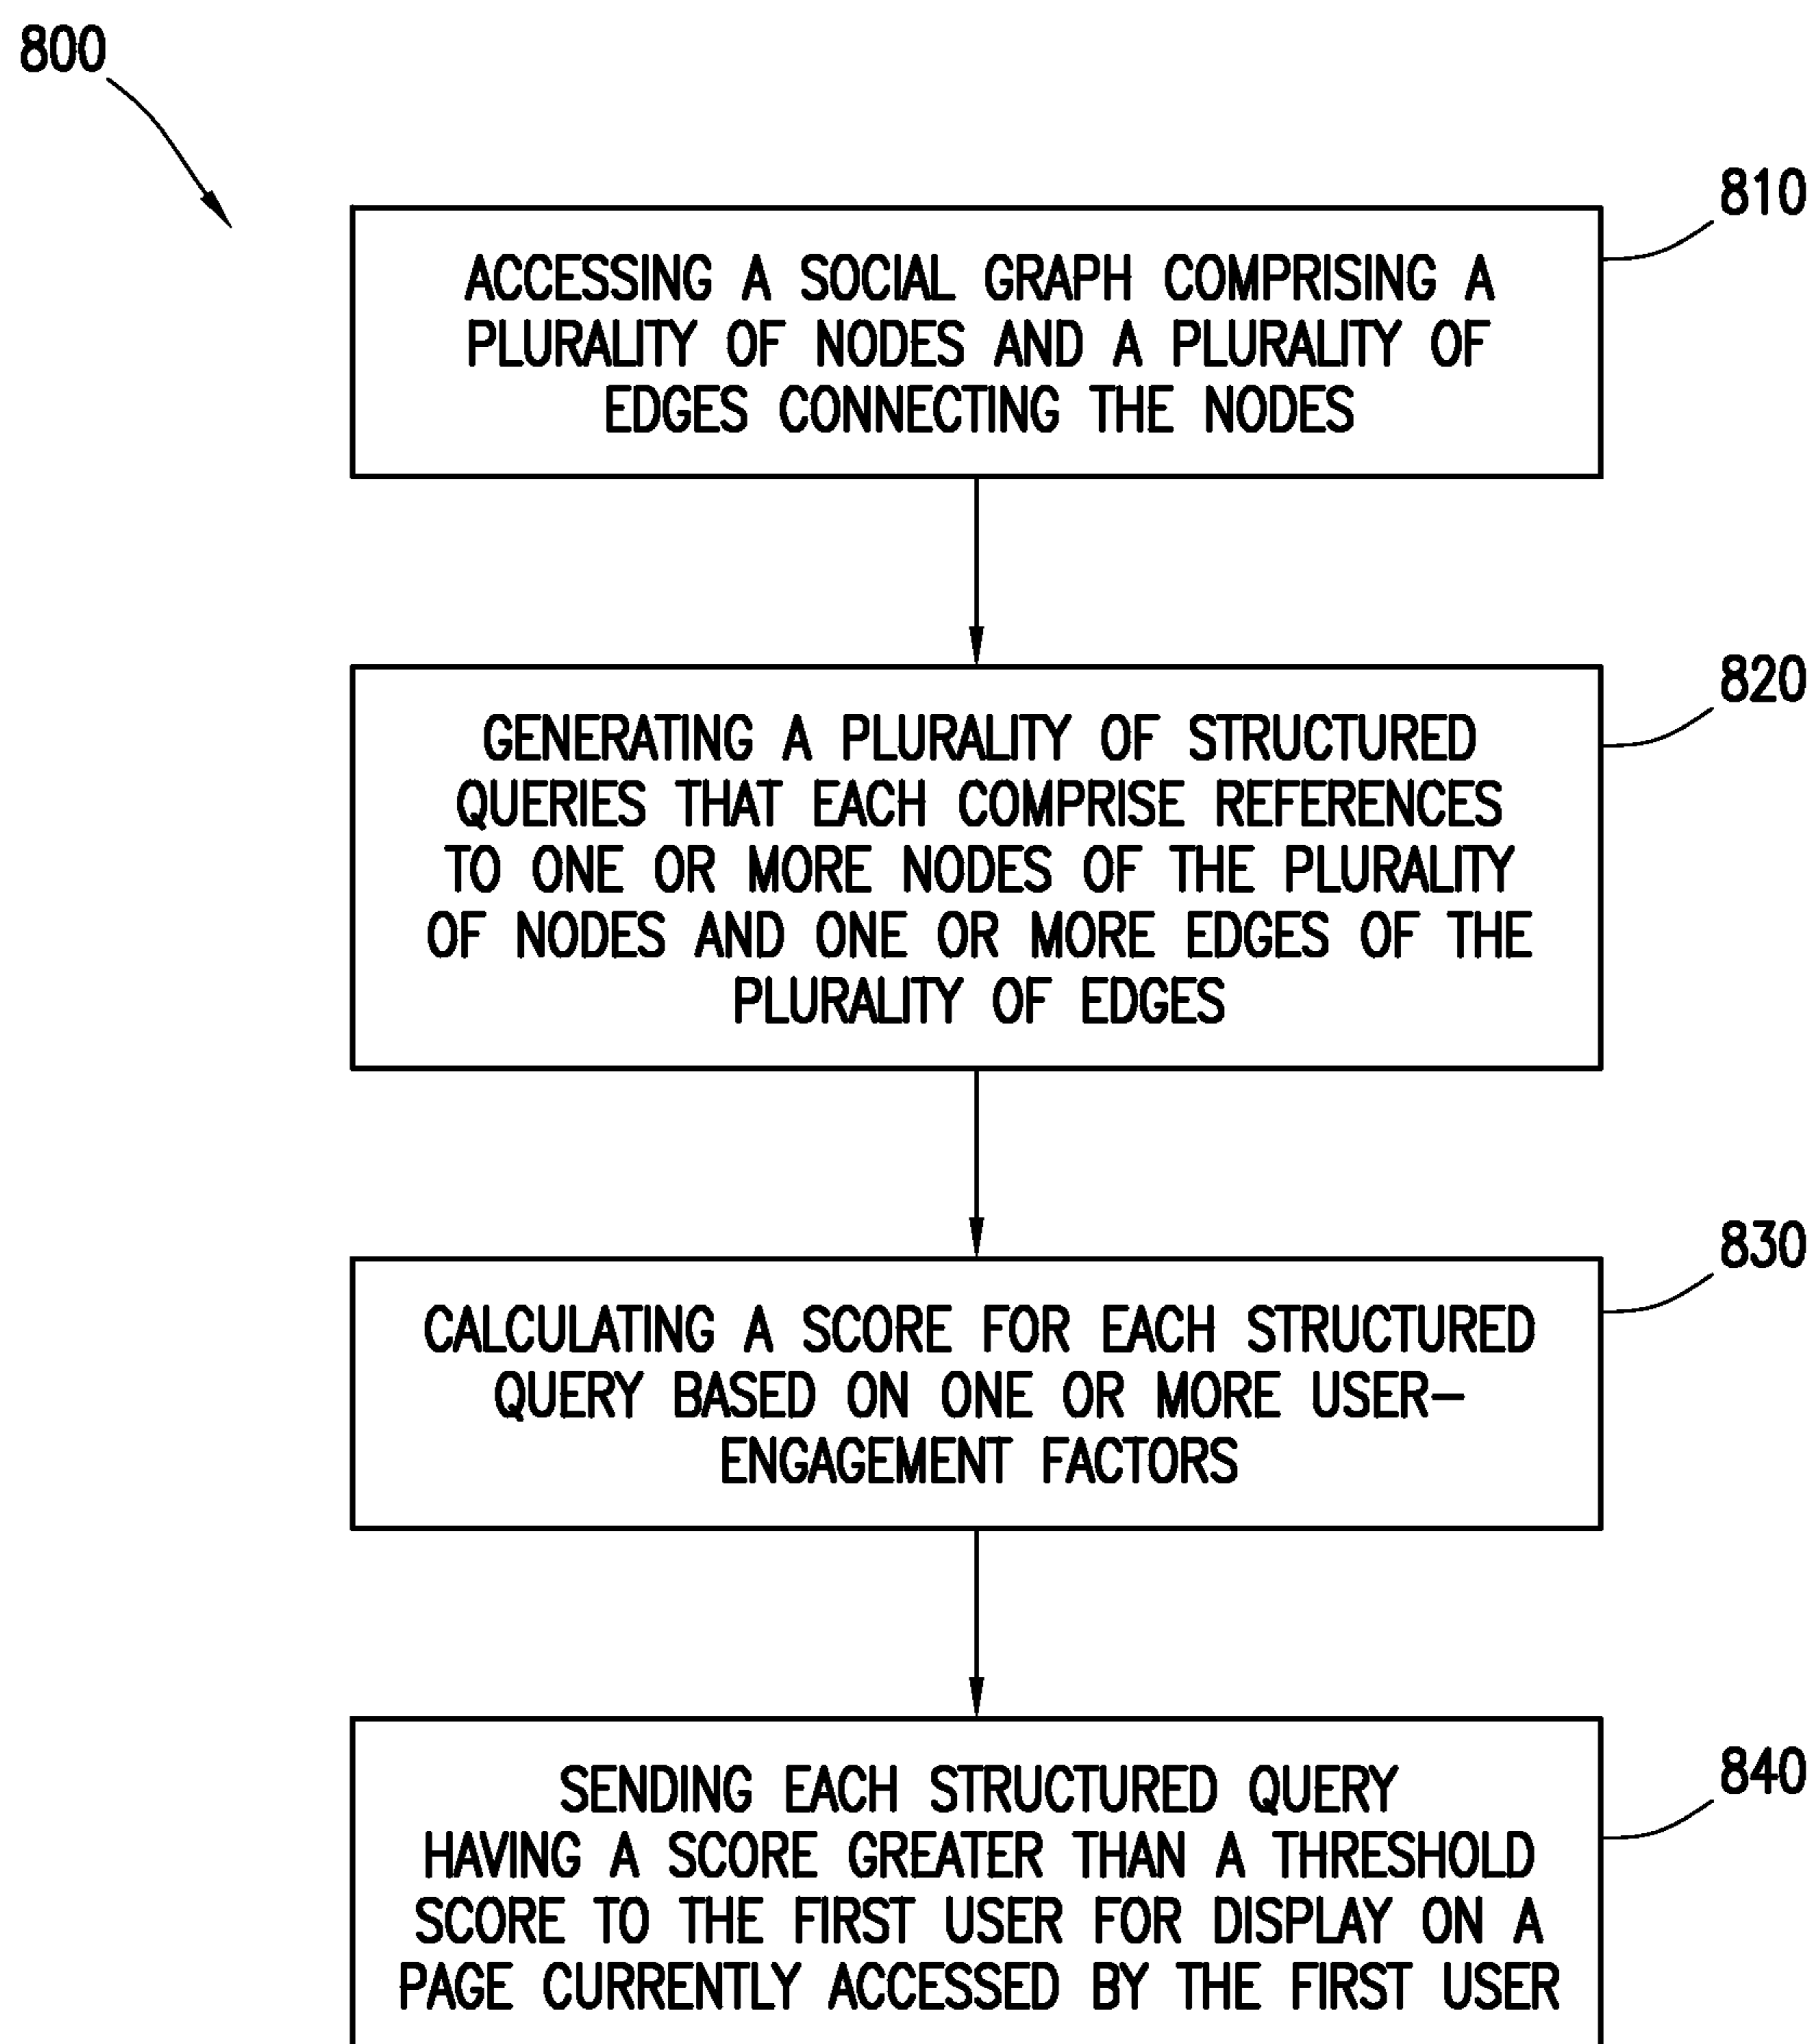 800
810
ACCESSING A SOCIAL GRAPH COMPRISING A
PLURALITY OF NODES AND A PLURALITY OF
EDGES CONNECTING THE NODES
820
GENERATING A PLURALITY OF STRUCTURED
QUERIES THAT EACH COMPRISE REFERENCES
TO ONE OR MORE NODES OF THE PLURALITY
OF NODES AND ONE OR MORE EDGES OF THE
PLURALITY OF EDGES
830
CALCULATING A SCORE FOR EACH STRUCTURED
QUERY BASED ON ONE OR MORE USER-
ENGAGEMENT FACTORS
840
SENDING EACH STRUCTURED QUERY
HAVING A SCORE GREATER THAN A THRESHOLD
SCORE TO THE FIRST USER FOR DISPLAY ON A
PAGE CURRENTLY ACCESSED BY THE FIRST USER